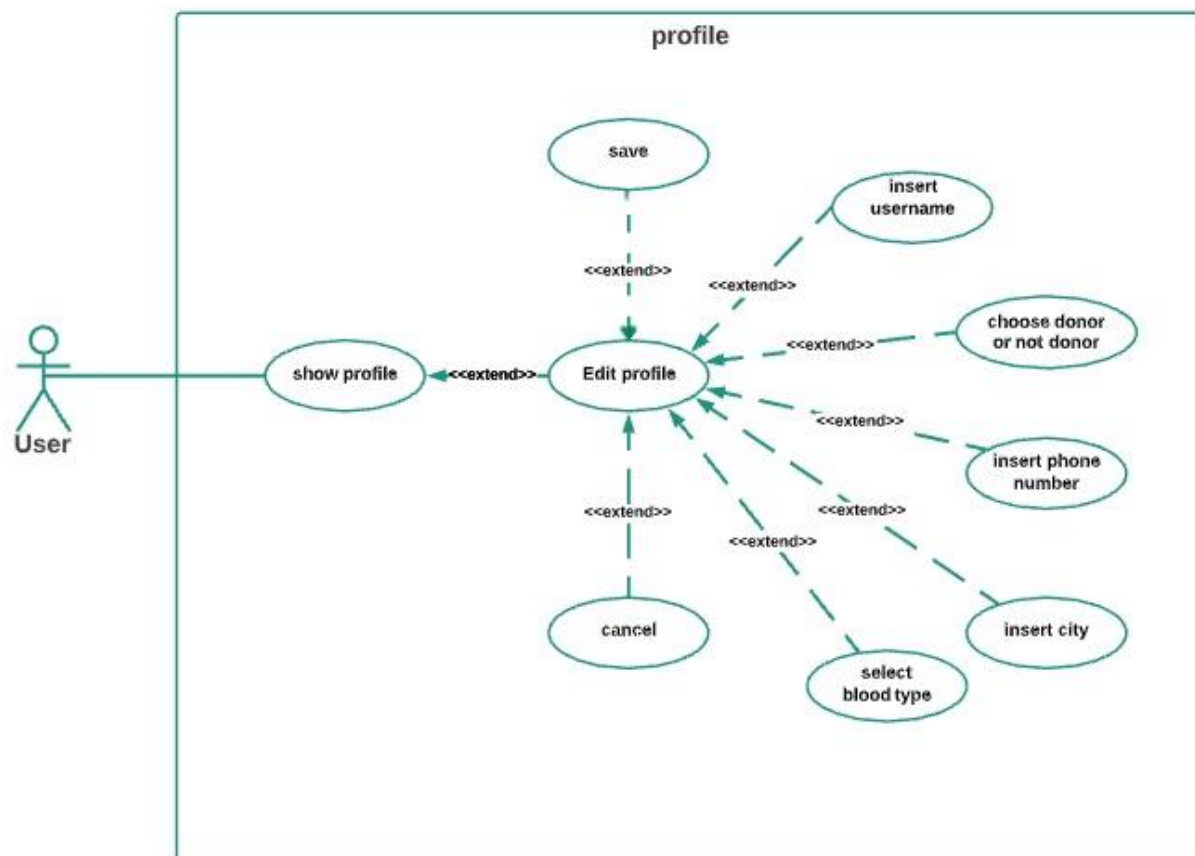 profile
save
insert
username
<<extend>>
<<extend>>
choose donor
or not donor
<<extend>>
show profile
<<extend>>
Edit profile
User
<<extend>>
insert phone
number
<<extend>>
<<extend>>
<<extend>>
cancel
insert city
select
blood type